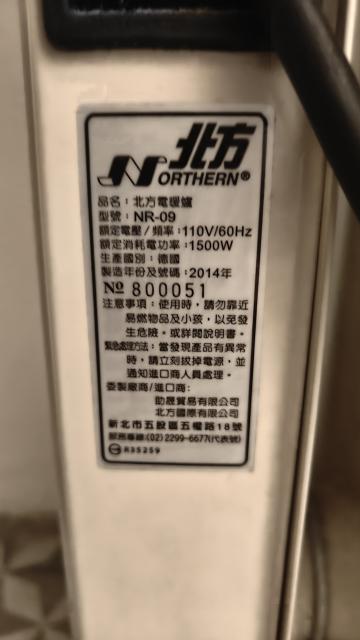 北方
NORTHERN®
品名：北方電暖爐
型號：NR-09
額定電壓/頻率：110V/60Hz
額定消耗電功率：1500W
生產國別：德國
製造年份及號碼：2014年
№ 800051
注意事項：使用時，請勿靠近
易燃物品及小孩，以免發
生危險。或詳閱說明書。
緊急處理方法：當發現產品有異常
時，請立刻拔掉電源，並
通知進口商人員處理。
委製廠商/進口商：
助晟貿易有限公司
北方國際有限公司
新北市五股區五權路18號
服務專線：(02)2299-6677(代表號)
R35259